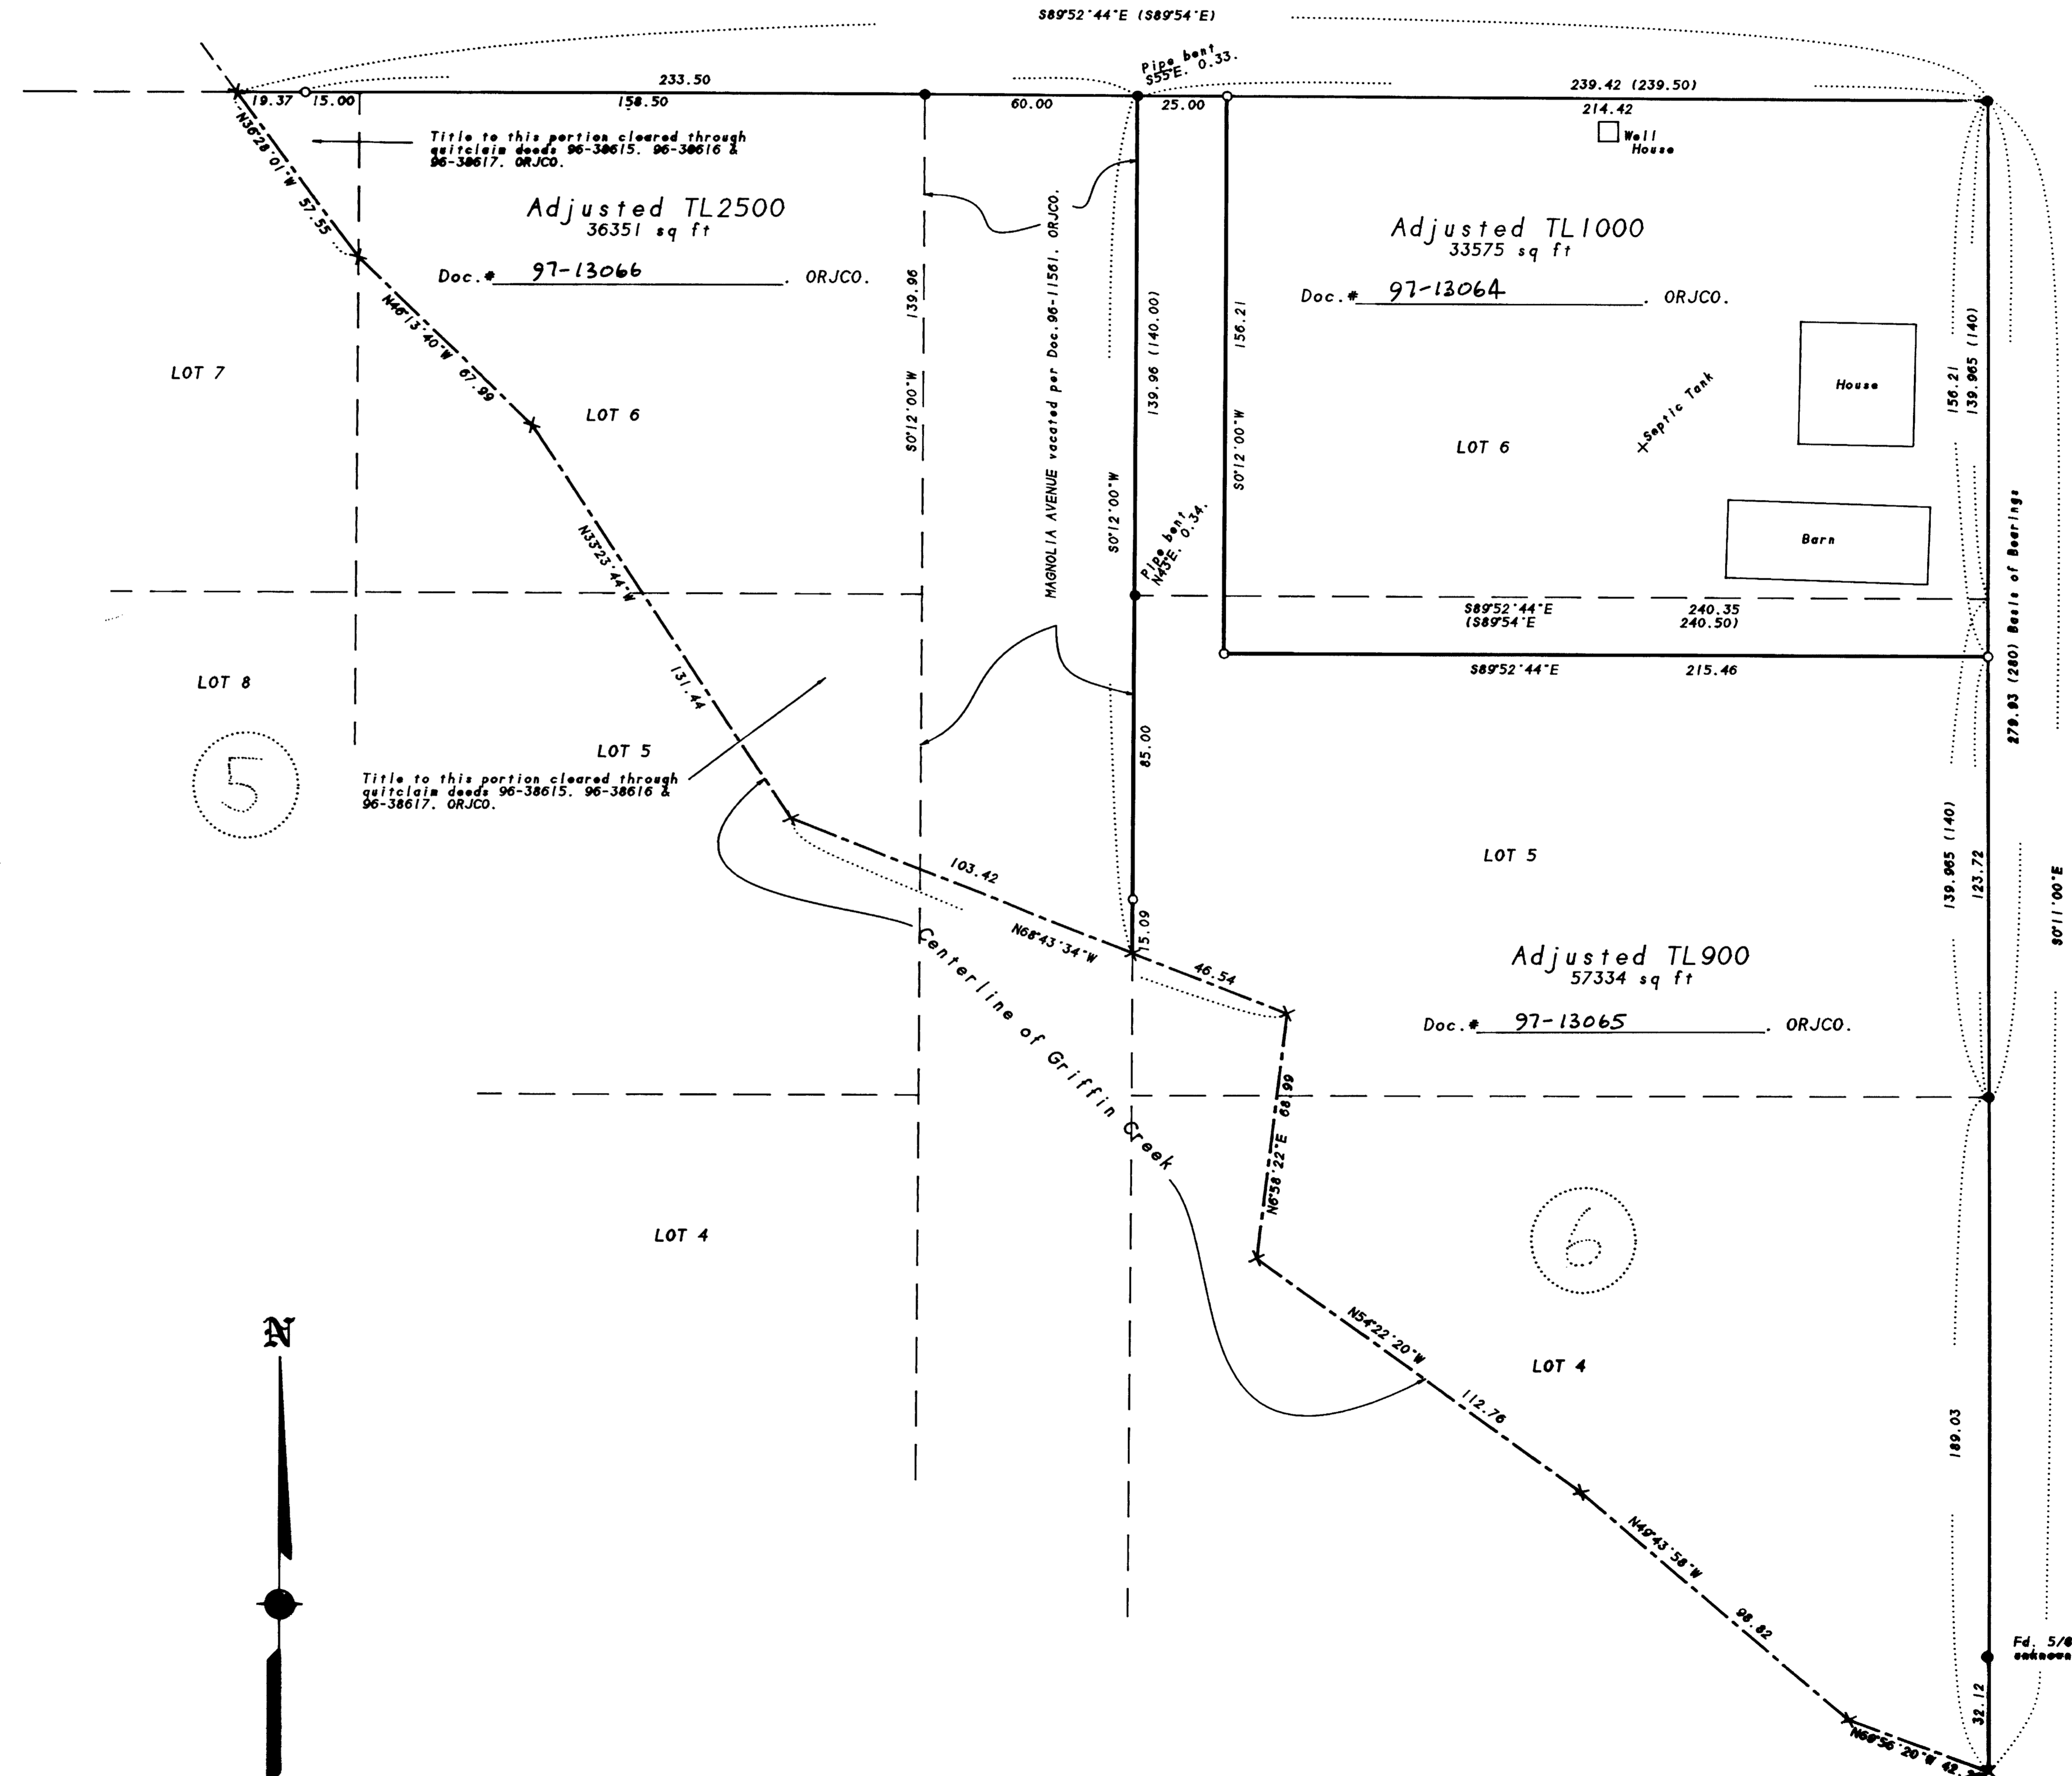 S89°52'44"E (S89°54'E)
Pipe bent
S55°E. 0.33.
233.50
239.42 (239.50)
19.37
15.00
158.50
60.00
25.00
214.42
Well
House
N36°28'01"W 57.55
Title to this portion cleared through
quitclaim deeds 96-38615. 96-38616 &
96-38617. ORJCO.
Adjusted TL2500
36351 sq ft
Doc.# 97-13066 . ORJCO.
Adjusted TL1000
33575 sq ft
Doc.# 97-13064 . ORJCO.
S0°12'00"W 139.96
MAGNOLIA AVENUE vacated per Doc.96-11561. ORJCO.
139.96 (140.00)
S0°12'00"W
S0°12'00"W 156.21
156.21
139.965 (140)
N46°13'40"W 67.99
LOT 7
LOT 6
LOT 6
Septic Tank
House
Barn
279.93 (280) Basis of Bearings
Pipe bent
N43°E. 0.34.
N33°23'44"W 131.44
S89°52'44"E 240.35
(S89°54'E 240.50)
S89°52'44"E 215.46
LOT 8
LOT 5
5
Title to this portion cleared through
quitclaim deeds 96-38615. 96-38616 &
96-38617. ORJCO.
85.00
LOT 5
139.965 (140)
123.72
S0°11'00"E
103.42
N68°43'34"W
15.09
46.54
Adjusted TL900
57334 sq ft
Doc.# 97-13065 . ORJCO.
Centerline of Griffin Creek
N6°58'22"E 68.99
LOT 4
6
N54°22'20"W 112.76
LOT 4
189.03
N
N49°43'58"W 98.82
Fd. 5/8
unknown
32.12
42.